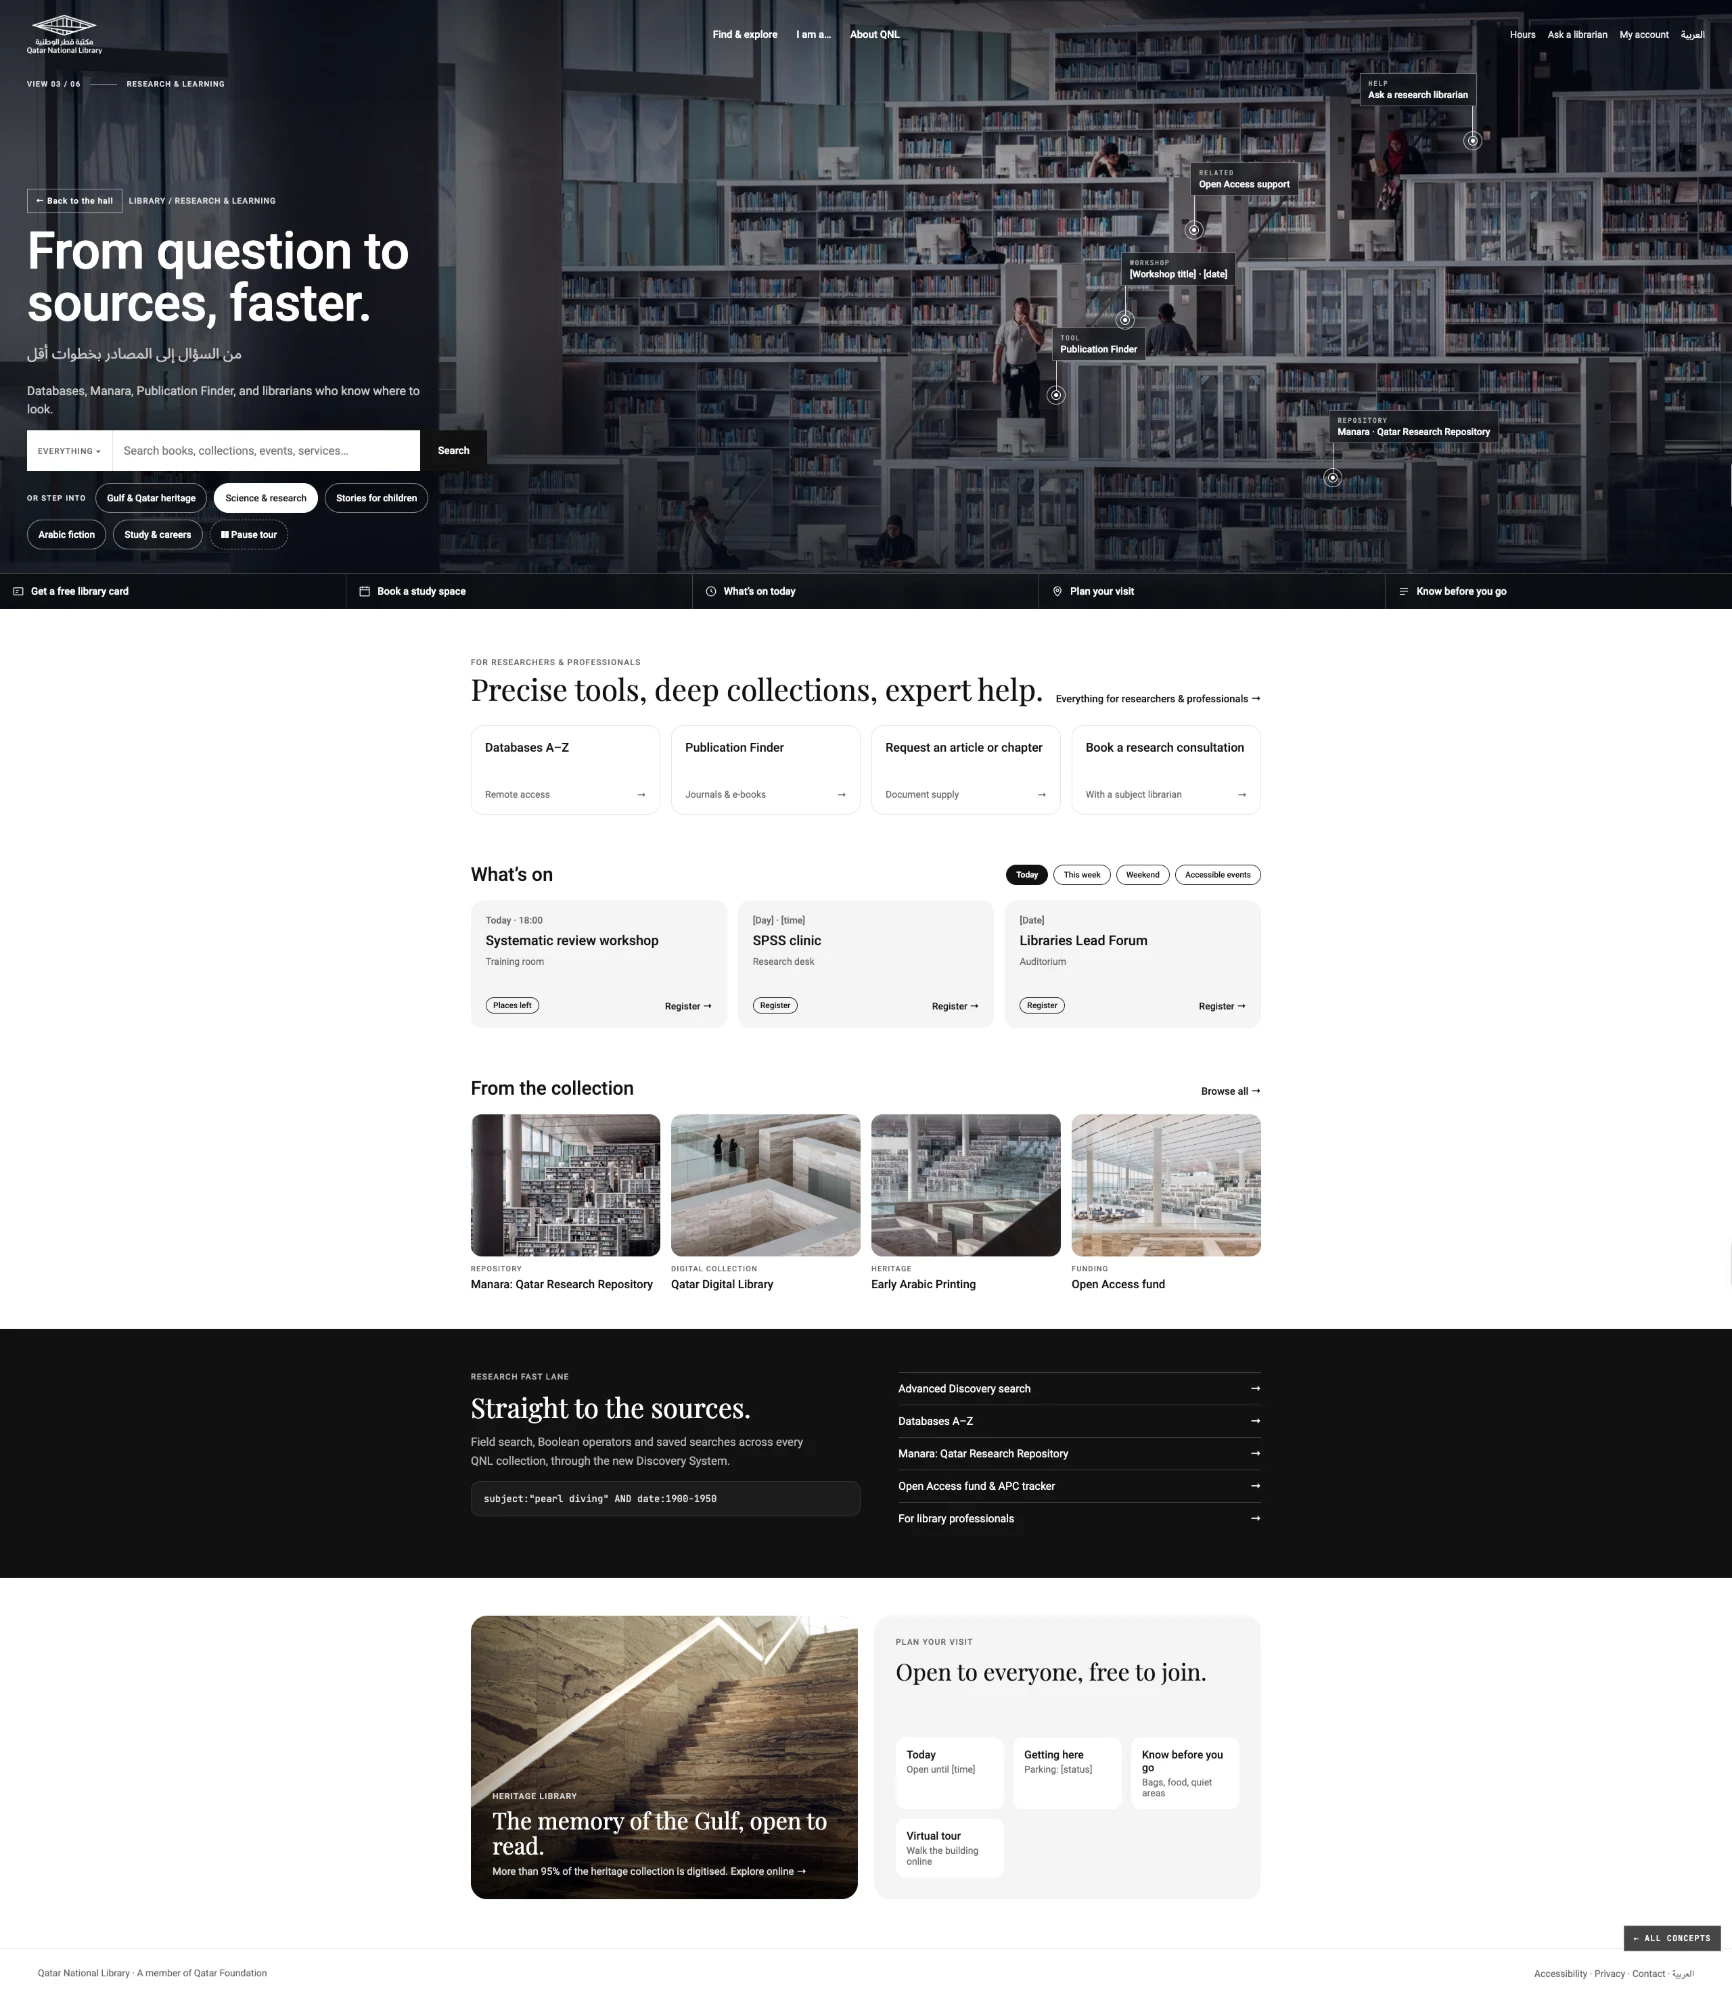 مكتبة قطر الوطنية
Qatar National Library
Find & explore
I am a...
About QNL
Hours
Ask a librarian
My account
العربية
VIEW 03 / 06
RESEARCH & LEARNING
HELP
Ask a research librarian
RELATED
Open Access support
WORKSHOP
[Workshop title] · [date]
TOOL
Publication Finder
REPOSITORY
Manara · Qatar Research Repository
← Back to the hall
LIBRARY / RESEARCH & LEARNING
From question to
sources, faster.
من السؤال إلى المصادر بخطوات أقل
Databases, Manara, Publication Finder, and librarians who know where to
look.
EVERYTHING
Search books, collections, events, services...
Search
OR STEP INTO
Gulf & Qatar heritage
Science & research
Stories for children
Arabic fiction
Study & careers
Pause tour
Get a free library card
Book a study space
What's on today
Plan your visit
Know before you go
FOR RESEARCHERS & PROFESSIONALS
Precise tools, deep collections, expert help.
Everything for researchers & professionals →
Databases A–Z
Remote access →
Publication Finder
Journals & e-books →
Request an article or chapter
Document supply →
Book a research consultation
With a subject librarian →
What's on
Today
This week
Weekend
Accessible events
Today · 18:00
Systematic review workshop
Training room
Places left
Register →
[Day] · [time]
SPSS clinic
Research desk
Register
Register →
[Date]
Libraries Lead Forum
Auditorium
Register
Register →
From the collection
Browse all →
REPOSITORY
Manara: Qatar Research Repository
DIGITAL COLLECTION
Qatar Digital Library
HERITAGE
Early Arabic Printing
FUNDING
Open Access fund
RESEARCH FAST LANE
Straight to the sources.
Field search, Boolean operators and saved searches across every
QNL collection, through the new Discovery System.
subject:"pearl diving" AND date:1900-1950
Advanced Discovery search →
Databases A–Z →
Manara: Qatar Research Repository →
Open Access fund & APC tracker →
For library professionals →
HERITAGE LIBRARY
The memory of the Gulf, open to
read.
More than 95% of the heritage collection is digitised. Explore online →
PLAN YOUR VISIT
Open to everyone, free to join.
Today
Open until [time]
Getting here
Parking: [status]
Know before you
go
Bags, food, quiet
areas
Virtual tour
Walk the building
online
← ALL CONCEPTS
Qatar National Library · A member of Qatar Foundation
Accessibility · Privacy · Contact · العربية